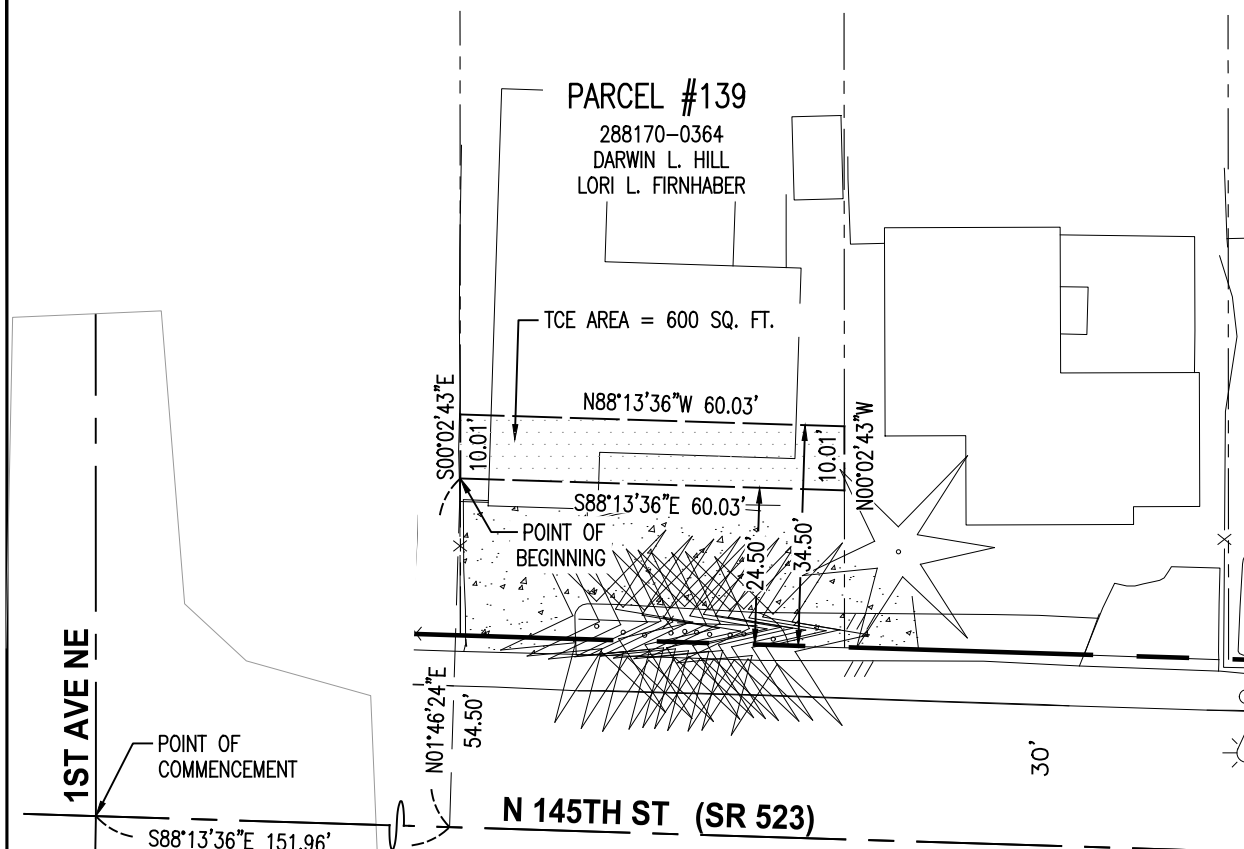 PARCEL #139
288170-0364
DARWIN L. HILL
LORI L. FIRNHABER
TCE AREA = 600 SQ. FT.
S00°02'43"E
10.01'
N88°13'36"W 60.03'
10.01'
N00°02'43"W
S88°13'36"E 60.03'
POINT OF
BEGINNING
24.50'
34.50'
1ST AVE NE
N01°46'24"E
54.50'
POINT OF
COMMENCEMENT
30'
N 145TH ST (SR 523)
S88°13'36"E 151.96'